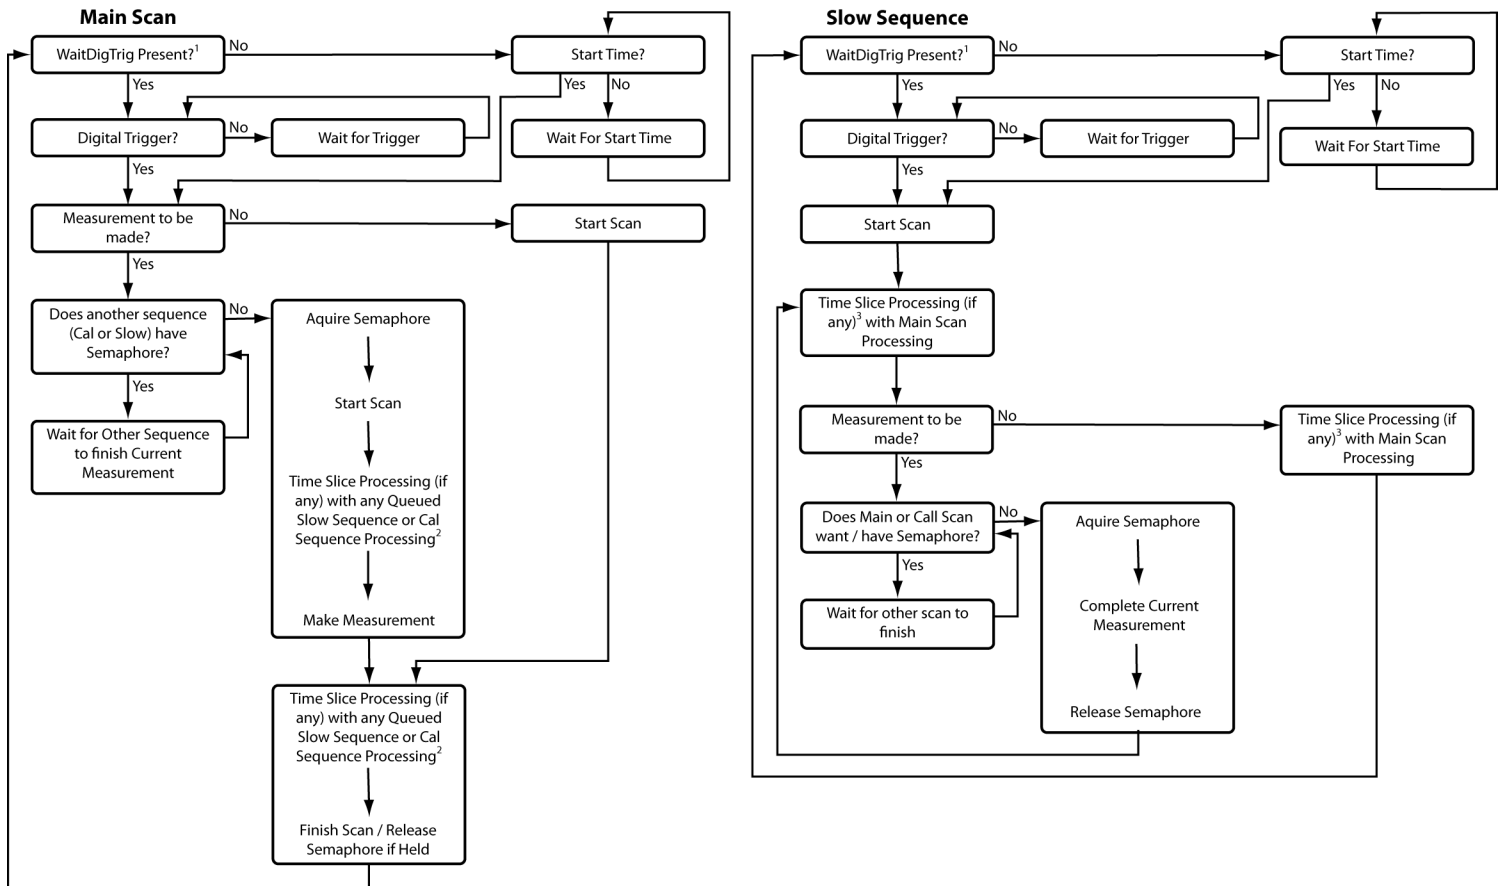 Main Scan
WaitDigTrig Present?1
No
Start Time?
Yes
Yes
No
Digital Trigger?
No
Wait for Trigger
Wait For Start Time
Yes
Measurement to be
made?
No
Start Scan
Yes
Does another sequence
(Cal or Slow) have
Semaphore?
No
Yes
Wait for Other Sequence
to finish Current
Measurement
Aquire Semaphore
Start Scan
Time Slice Processing (if
any) with any Queued
Slow Sequence or Cal
Sequence Processing2
Make Measurement
Time Slice Processing (if
any) with any Queued
Slow Sequence or Cal
Sequence Processing2
Finish Scan / Release
Semaphore if Held
Slow Sequence
WaitDigTrig Present?1
No
Start Time?
Yes
Yes
No
Digital Trigger?
No
Wait for Trigger
Wait For Start Time
Yes
Start Scan
Time Slice Processing (if
any)3 with Main Scan
Processing
Measurement to be
made?
No
Time Slice Processing (if
any)3 with Main Scan
Processing
Yes
Does Main or Call Scan
want / have Semaphore?
No
Yes
Wait for other scan to
finish
Aquire Semaphore
Complete Current
Measurement
Release Semaphore